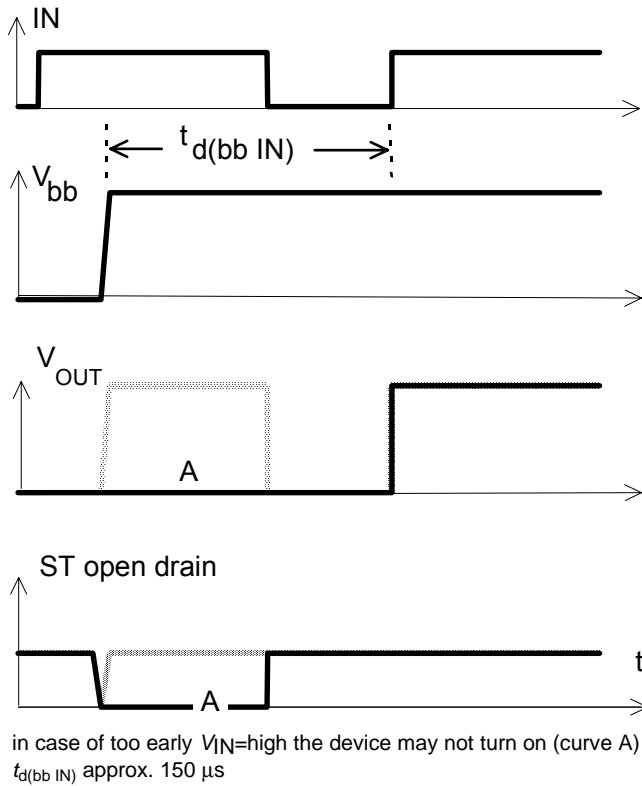 IN
t d(bb IN)
V bb
V OUT
A
ST open drain
t
A
in case of too early VIN=high the device may not turn on (curve A)
td(bb IN) approx. 150 µs